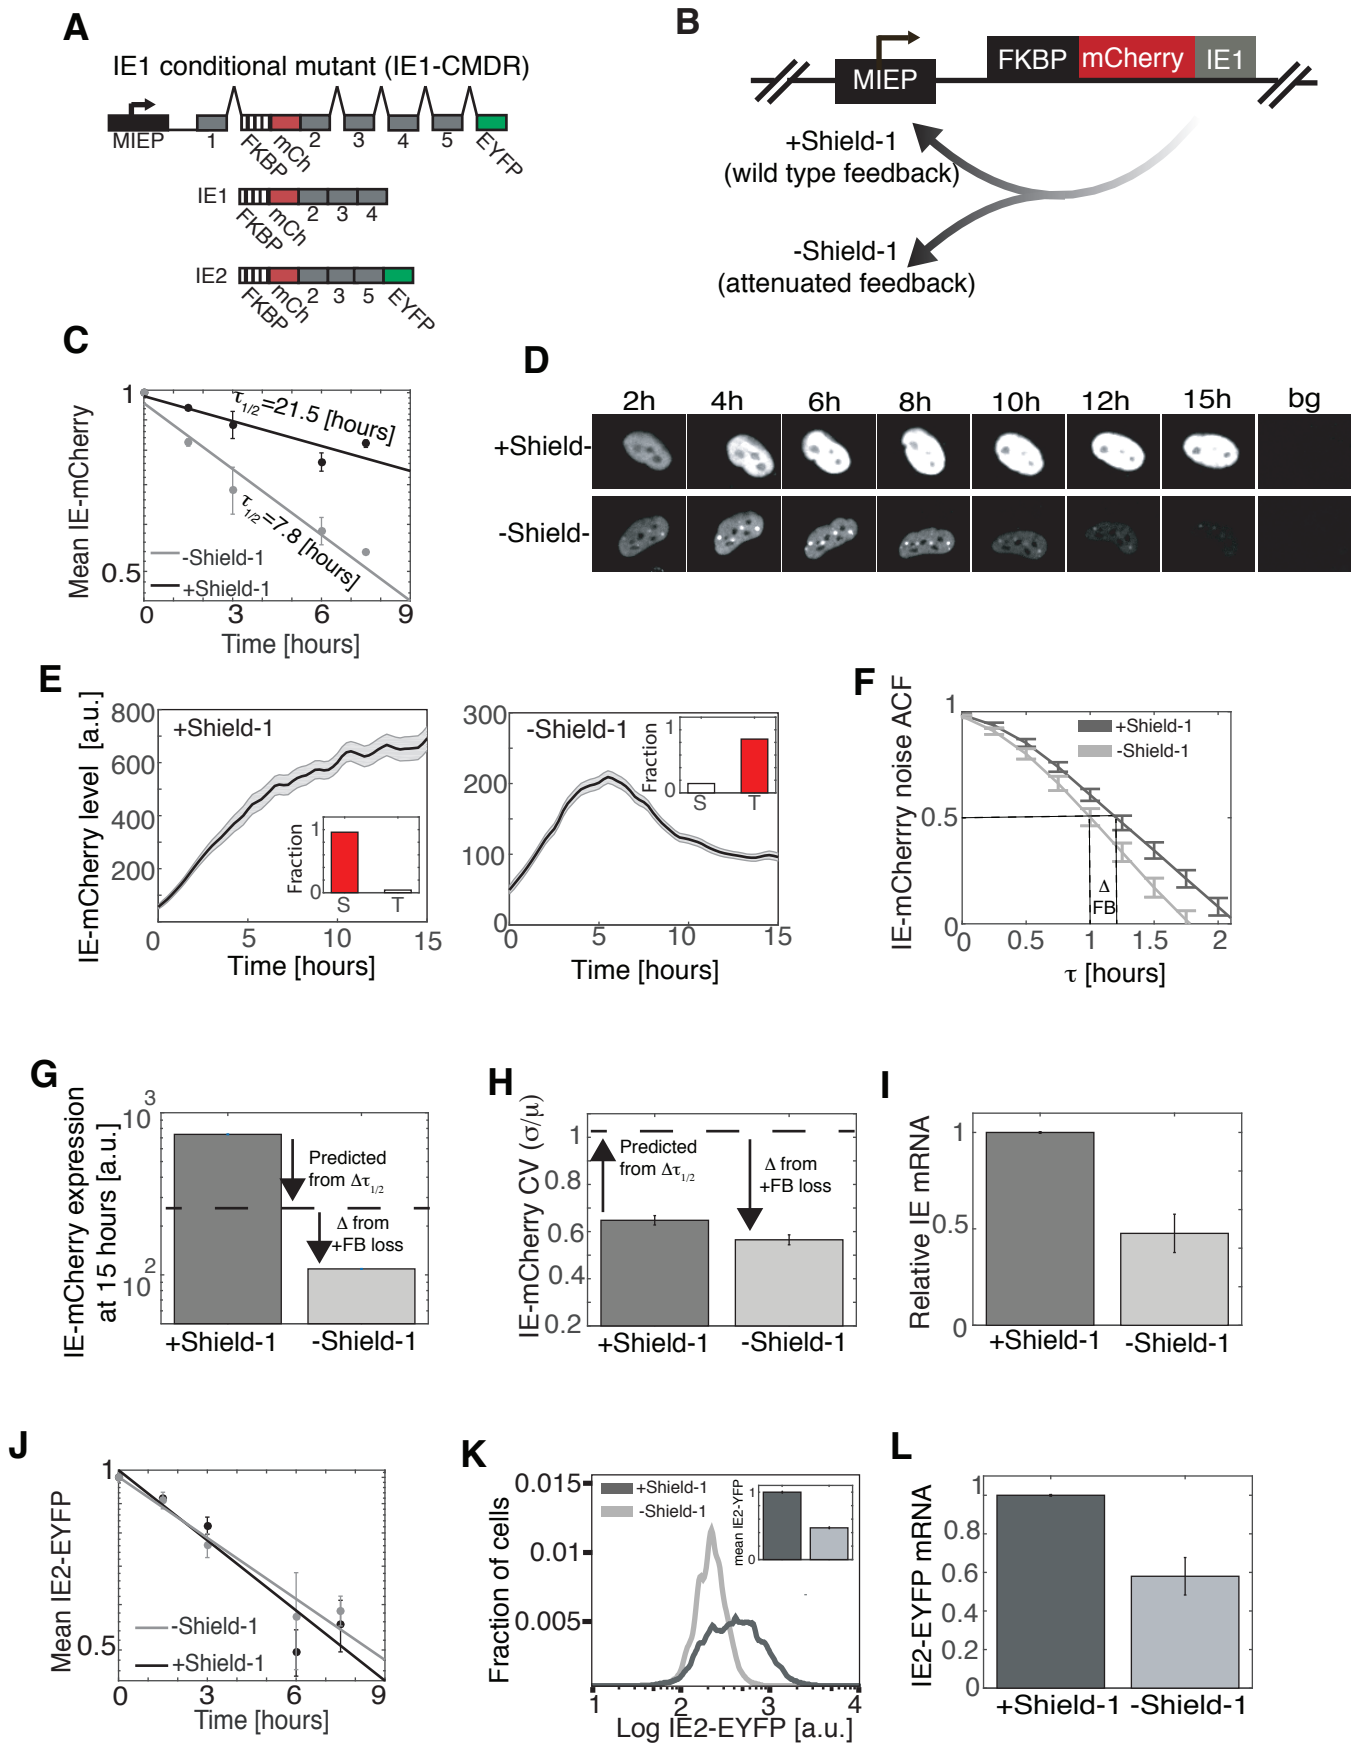 A
IE1 conditional mutant (IE1-CMDR)
MIEP
1
FKBP
mCh
2
3
4
5
EYFP
IE1
FKBP
mCh
2
3
4
IE2
FKBP
mCh
2
3
5
EYFP
B
MIEP
FKBP
mCherry
IE1
+Shield-1
(wild type feedback)
-Shield-1
(attenuated feedback)
C
Mean IE-mCherry
1
0.5
τ1/2=21.5 [hours]
τ1/2=7.8 [hours]
-Shield-1
+Shield-1
0 3 6 9
Time [hours]
D
2h 4h 6h 8h 10h 12h 15h bg
+Shield-
-Shield-
E
IE-mCherry level [a.u.]
800
600
400
200
+Shield-1
Fraction
1
0
S T
0 5 10 15
Time [hours]
300
200
100
0
-Shield-1
Fraction
1
0
S T
0 5 10 15
Time [hours]
F
IE-mCherrry noise ACF
1
0.5
0
+Shield-1
-Shield-1
Δ
FB
0 0.5 1 1.5 2
τ [hours]
G
IE-mCherry expression
at 15 hours [a.u.]
10³
10²
Predicted
from Δτ1/2
Δ from
+FB loss
+Shield-1 -Shield-1
H
IE-mCherry CV (σ/μ)
1
0.8
0.6
0.4
0.2
Predicted
from Δτ1/2
Δ from
+FB loss
+Shield-1 -Shield-1
I
Relative IE mRNA
1
0.5
0
+Shield-1 -Shield-1
J
Mean IE2-EYFP
1
0.5
-Shield-1
+Shield-1
0 3 6 9
Time [hours]
K
Fraction of cells
0.015
0.01
0.005
+Shield-1
-Shield-1
mean IE2-YFP
1
0
1 2 3 4
Log IE2-EYFP [a.u.]
L
IE2-EYFP mRNA
1
0.8
0.6
0.4
0.2
0
+Shield-1 -Shield-1